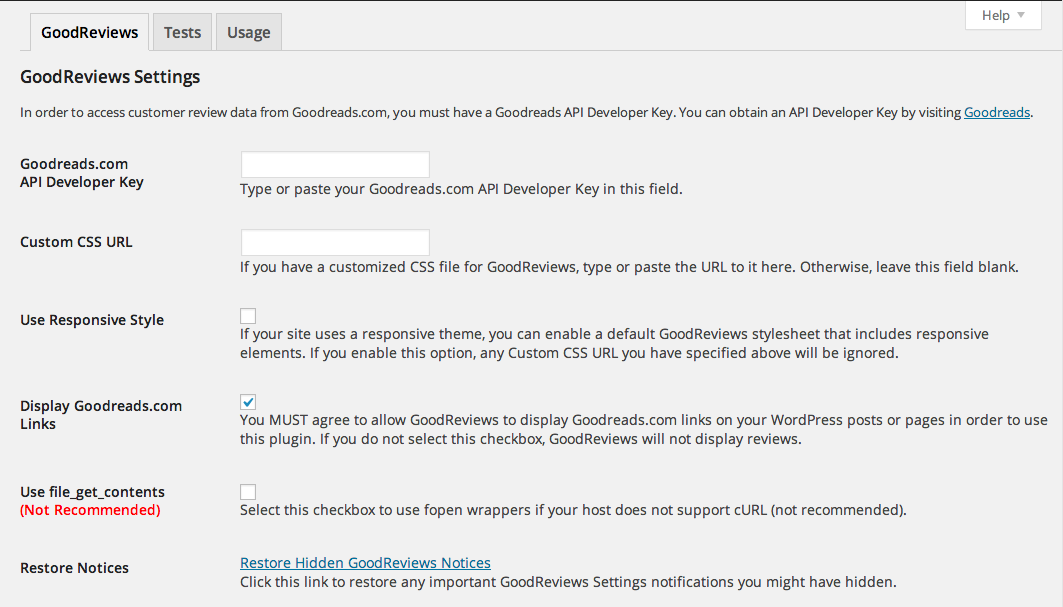 GoodReviews Tests Usage Help
GoodReviews Settings
In order to access customer review data from Goodreads.com, you must have a Goodreads API Developer Key. You can obtain an API Developer Key by visiting Goodreads.
Goodreads.com
API Developer Key
Type or paste your Goodreads.com API Developer Key in this field.
Custom CSS URL
If you have a customized CSS file for GoodReviews, type or paste the URL to it here. Otherwise, leave this field blank.
Use Responsive Style
If your site uses a responsive theme, you can enable a default GoodReviews stylesheet that includes responsive
elements. If you enable this option, any Custom CSS URL you have specified above will be ignored.
Display Goodreads.com
Links
You MUST agree to allow GoodReviews to display Goodreads.com links on your WordPress posts or pages in order to use
this plugin. If you do not select this checkbox, GoodReviews will not display reviews.
Use file_get_contents
(Not Recommended)
Select this checkbox to use fopen wrappers if your host does not support cURL (not recommended).
Restore Notices
Restore Hidden GoodReviews Notices
Click this link to restore any important GoodReviews Settings notifications you might have hidden.